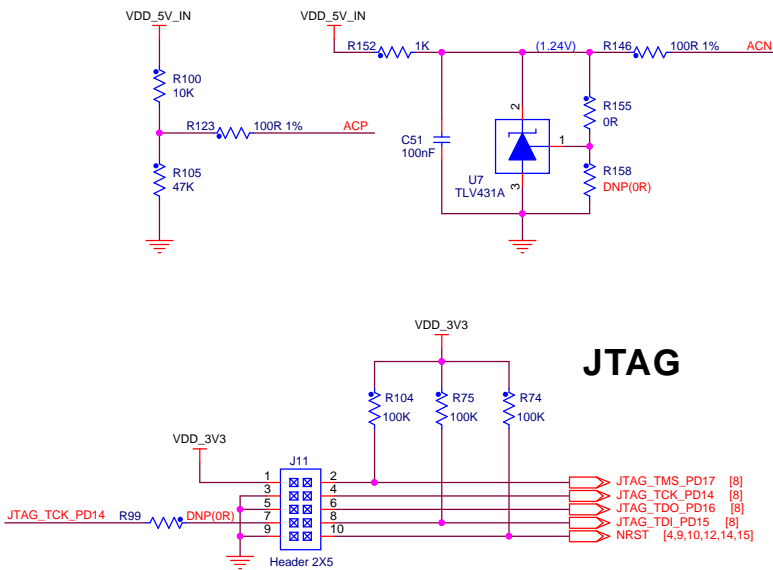 VDD_5V_IN
VDD_5V_IN
R152 1K (1.24V) R146 100R 1% ACN
R100
10K
R123 100R 1% ACP
R105
47K
C51
100nF
2
1
3
U7
TLV431A
R155
0R
R158
DNP(0R)
VDD_3V3
JTAG
R104
100K
R75
100K
R74
100K
VDD_3V3
J11
1 2 JTAG_TMS_PD17 [8]
3 4 JTAG_TCK_PD14 [8]
5 6 JTAG_TDO_PD16 [8]
JTAG_TCK_PD14 R99 DNP(0R) 7 8 JTAG_TDI_PD15 [8]
9 10 NRST [4,9,10,12,14,15]
Header 2X5